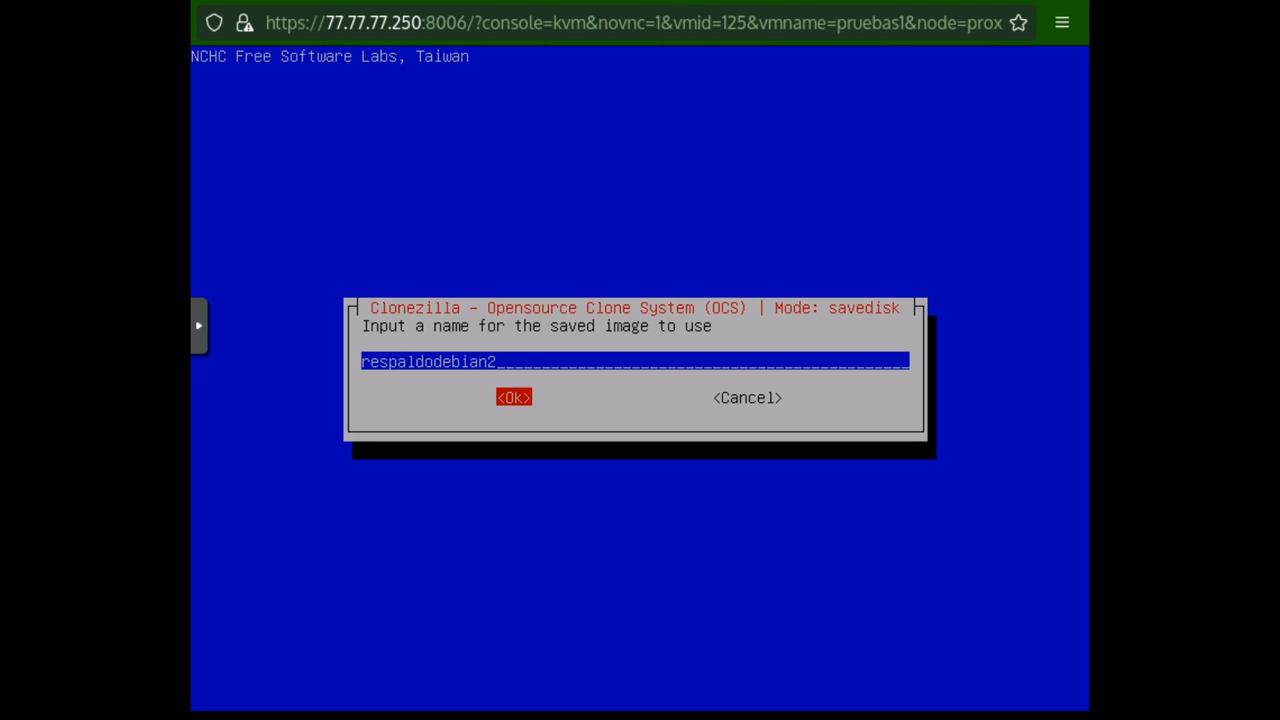 https://77.77.77.250:8006/?console=kvm&novnc=1&vmid=125&vmname=pruebas1&node=prox
NCHC Free Software Labs, Taiwan
Clonezilla - Opensource Clone System (OCS) | Mode: savedisk
Input a name for the saved image to use
respaldodebian2_______________________________________________
<Ok> <Cancel>